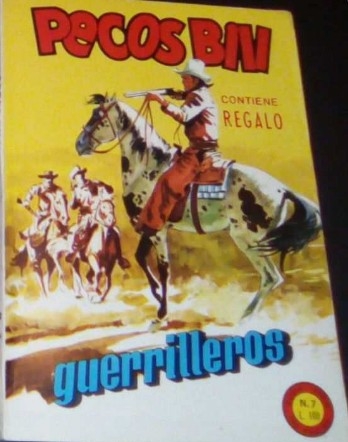 PECOS BILL
CONTIENE
REGALO
guerrilleros
N.7
L.